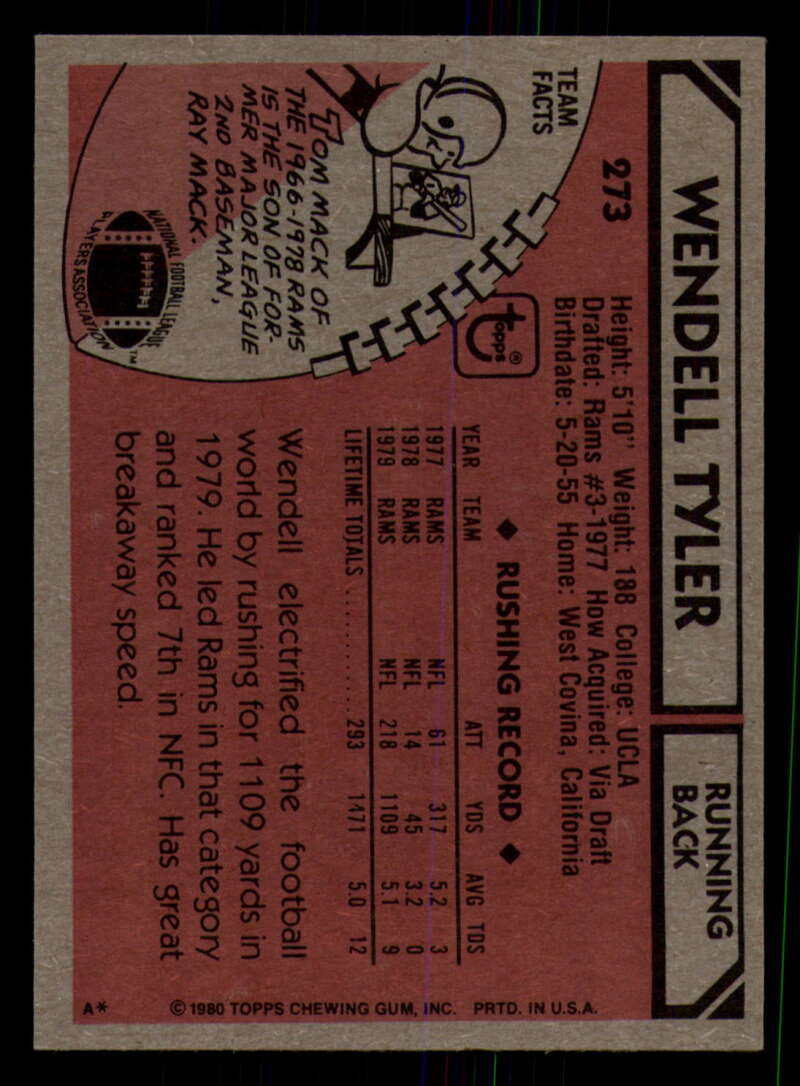 WENDELL TYLER
RUNNING
BACK
273
Height: 5'10" Weight: 188 College: UCLA
Drafted: Rams #3-1977 How Acquired: Via Draft
Birthdate: 5-20-55 Home: West Covina, California
TEAM
FACTS
TOM MACK OF
THE 1966-1978 RAMS
IS THE SON OF FOR-
MER MAJOR LEAGUE
2ND BASEMAN,
RAY MACK.
NATIONAL FOOTBALL LEAGUE
PLAYERS ASSOCIATION™
topps®
◆ RUSHING RECORD ◆
YEAR TEAM ATT YDS AVG TDS
1977 RAMS NFL 61 317 5.2 3
1978 RAMS NFL 14 45 3.2 0
1979 RAMS NFL 218 1109 5.1 9
LIFETIME TOTALS .......... 293 1471 5.0 12
Wendell electrified the football
world by rushing for 1109 yards in
1979. He led Rams in that category
and ranked 7th in NFC. Has great
breakaway speed.
A* © 1980 TOPPS CHEWING GUM, INC. PRTD. IN U.S.A.